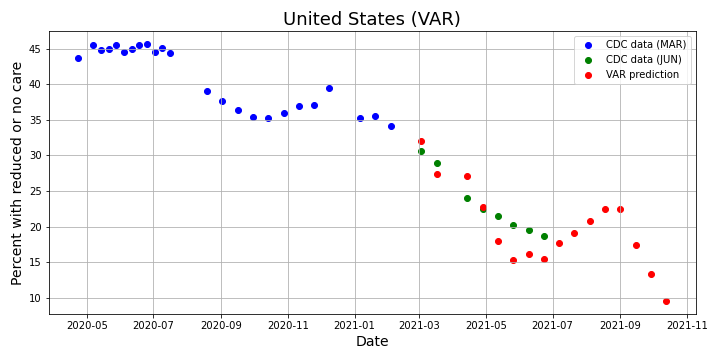 United States (VAR)
Percent with reduced or no care
45
40
35
30
25
20
15
10
CDC data (MAR)
CDC data (JUN)
VAR prediction
2020-05 2020-07 2020-09 2020-11 2021-01 2021-03 2021-05 2021-07 2021-09 2021-11
Date